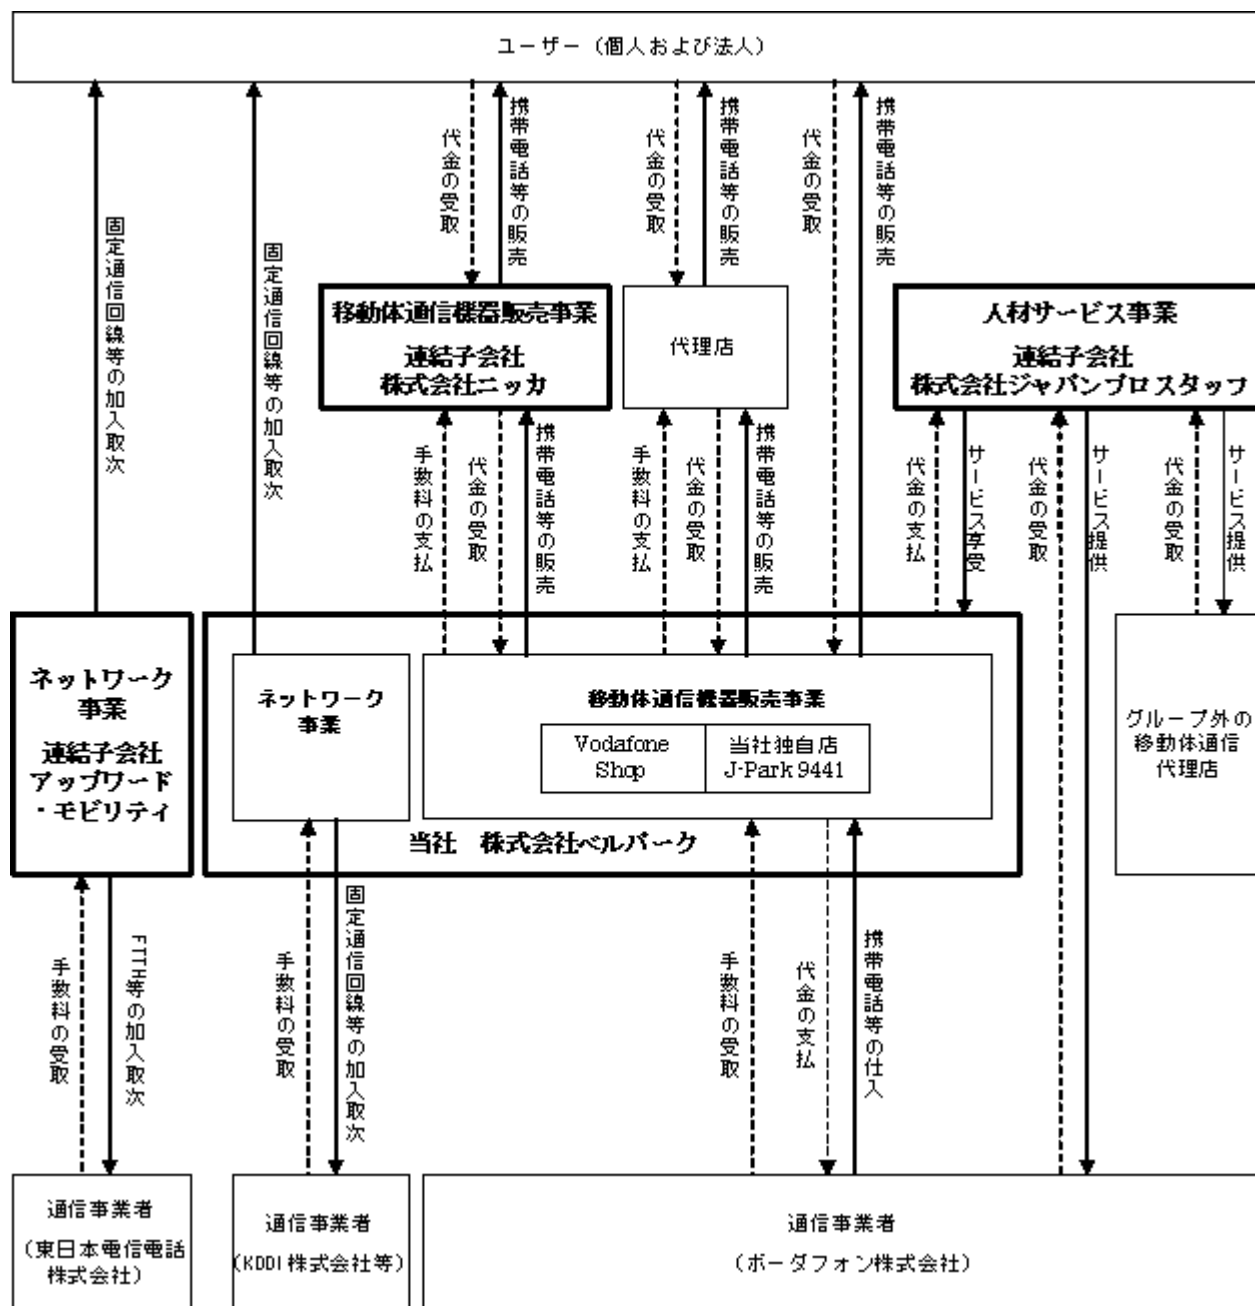 ユーザー（個人および法人）
固定通信回線等の加入取次
固定通信回線等の加入取次
代金の受取
携帯電話等の販売
代金の受取
携帯電話等の販売
代金の受取
携帯電話等の販売
移動体通信機器販売事業
連結子会社
株式会社ニッカ
代理店
人材サービス事業
連結子会社
株式会社ジャパンプロスタッフ
手数料の支払
代金の受取
携帯電話等の販売
手数料の支払
代金の受取
携帯電話等の販売
代金の支払
サービス享受
代金の受取
サービス提供
代金の受取
サービス提供
ネットワーク
事業
連結子会社
アップワード
・モビリティ
ネットワーク
事業
移動体通信機器販売事業
Vodafone
Shop
当社独自店
J-Park 9441
当社　株式会社ベルパーク
グループ外の
移動体通信
代理店
手数料の受取
FTTH等の加入取次
手数料の受取
固定通信回線等の加入取次
手数料の受取
代金の支払
携帯電話等の仕入
通信事業者
（東日本電信電話
株式会社）
通信事業者
（KDDI株式会社等）
通信事業者
（ボーダフォン株式会社）